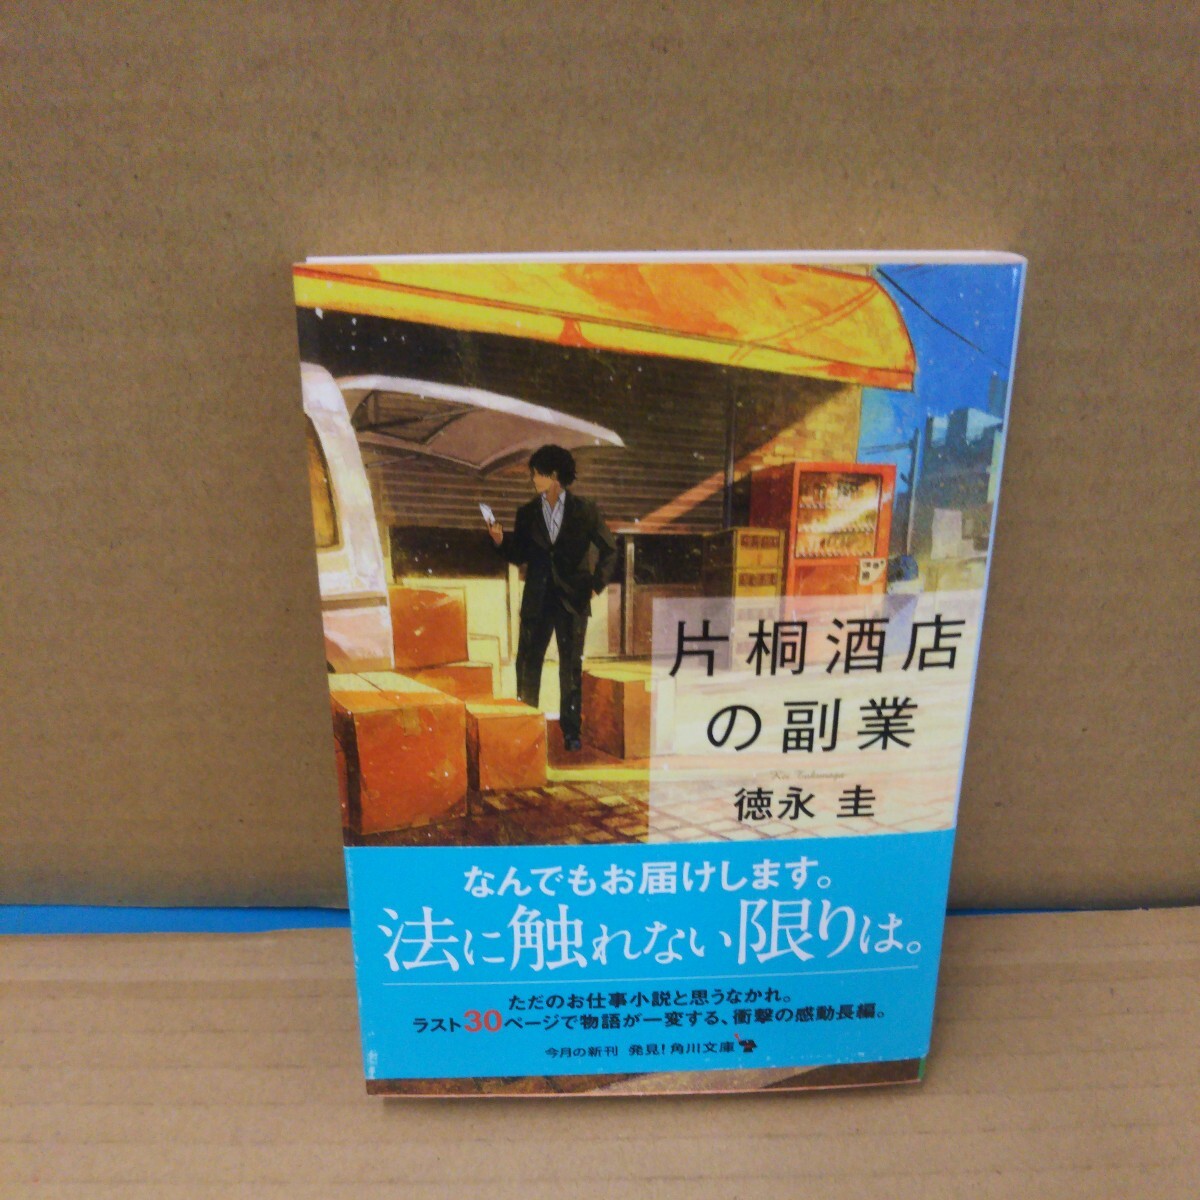 片桐酒店
の副業
Kei Tokunaga
徳永 圭
なんでもお届けします。
法に触れない限りは。
ただのお仕事小説と思うなかれ。
ラスト30ページで物語が一変する、衝撃の感動長編。
今月の新刊 発見!角川文庫